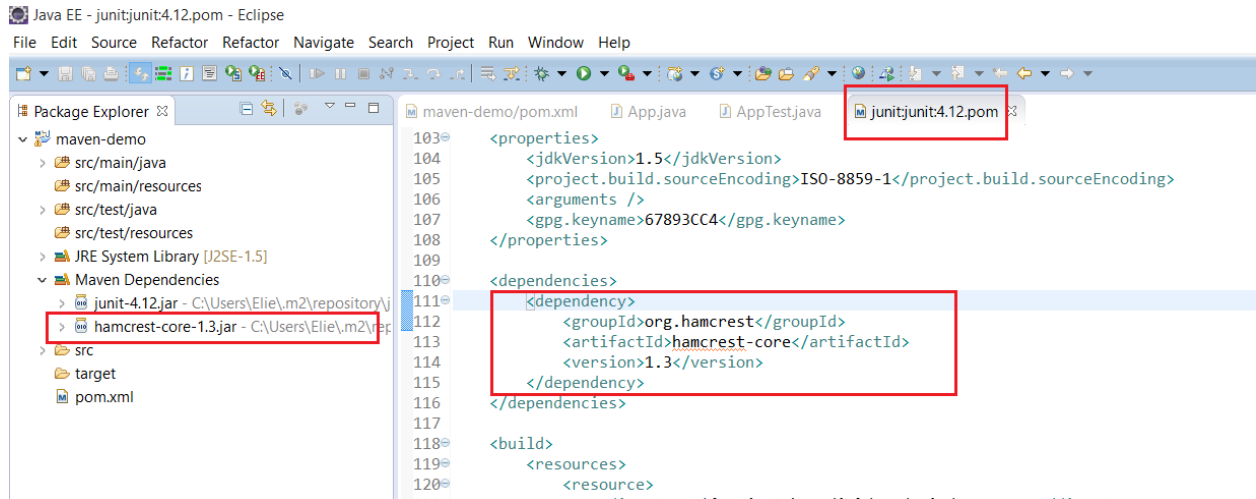 Java EE - junit:junit:4.12.pom - Eclipse
File Edit Source Refactor Refactor Navigate Search Project Run Window Help
Package Explorer
maven-demo
src/main/java
src/main/resources
src/test/java
src/test/resources
JRE System Library [J2SE-1.5]
Maven Dependencies
junit-4.12.jar - C:\Users\Elie\.m2\repository\j
hamcrest-core-1.3.jar - C:\Users\Elie\.m2\rep
src
target
pom.xml
maven-demo/pom.xml App.java AppTest.java junit:junit:4.12.pom
103 <properties>
104 <jdkVersion>1.5</jdkVersion>
105 <project.build.sourceEncoding>ISO-8859-1</project.build.sourceEncoding>
106 <arguments />
107 <gpg.keyname>67893CC4</gpg.keyname>
108 </properties>
109
110 <dependencies>
111 <dependency>
112 <groupId>org.hamcrest</groupId>
113 <artifactId>hamcrest-core</artifactId>
114 <version>1.3</version>
115 </dependency>
116 </dependencies>
117
118 <build>
119 <resources>
120 <resource>